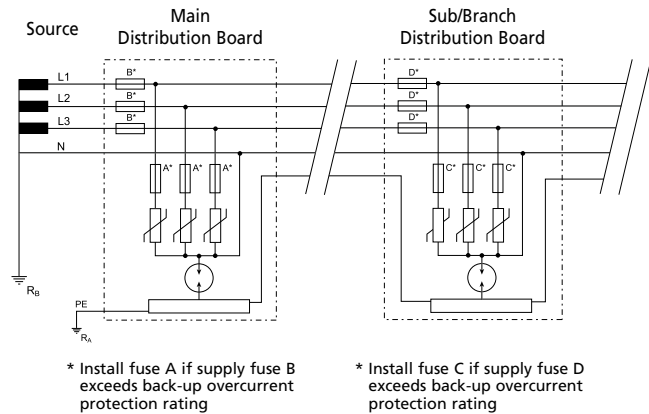 Source
Main
Distribution Board
Sub/Branch
Distribution Board
L1
B*
D*
L2
B*
D*
L3
B*
D*
N
A*
A*
A*
C*
C*
C*
RB
PE
RA
* Install fuse A if supply fuse B
exceeds back-up overcurrent
protection rating
* Install fuse C if supply fuse D
exceeds back-up overcurrent
protection rating